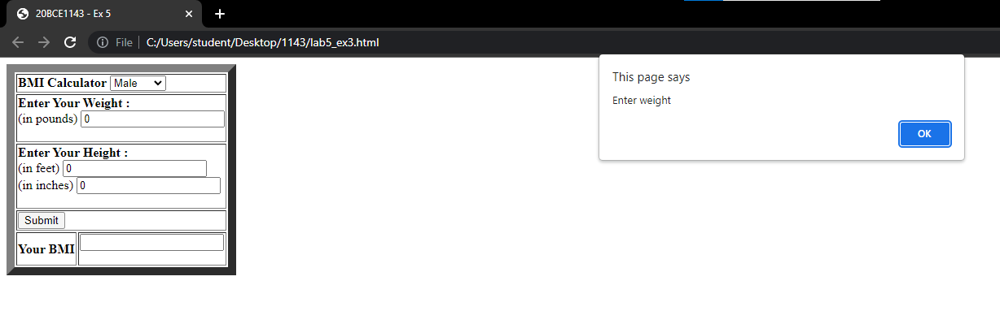 20BCE1143 - Ex 5
File C:/Users/student/Desktop/1143/lab5_ex3.html
This page says
Enter weight
OK
BMI Calculator Male
Enter Your Weight :
(in pounds) 0
Enter Your Height :
(in feet) 0
(in inches) 0
Submit
Your BMI